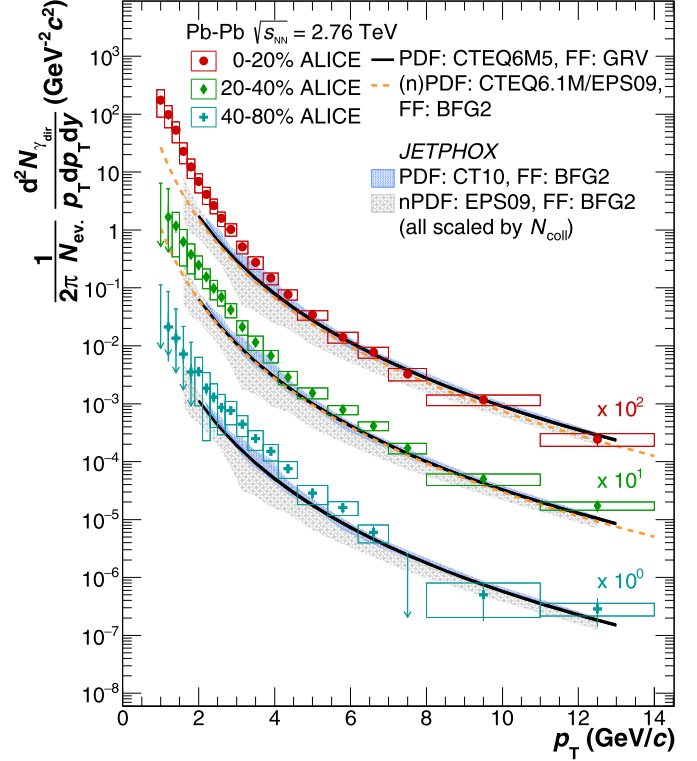 Pb-Pb √s_NN = 2.76 TeV
0-20% ALICE
20-40% ALICE
40-80% ALICE
PDF: CTEQ6M5, FF: GRV
(n)PDF: CTEQ6.1M/EPS09,
FF: BFG2
JETPHOX
PDF: CT10, FF: BFG2
nPDF: EPS09, FF: BFG2
(all scaled by N_coll)
1/(2π N_ev.) d²N_γ_dir/(p_T dp_T dy) (GeV⁻²c²)
10³
10²
10
1
10⁻¹
10⁻²
10⁻³
10⁻⁴
10⁻⁵
10⁻⁶
10⁻⁷
10⁻⁸
x 10²
x 10¹
x 10⁰
0 2 4 6 8 10 12 14
p_T (GeV/c)